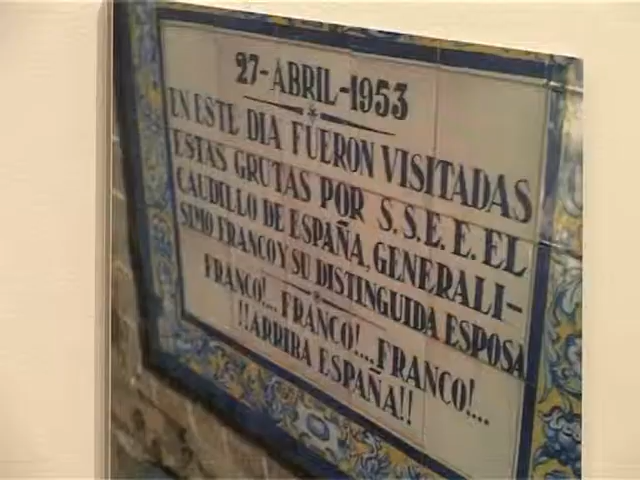 27-ABRIL-1953
EN ESTE DIA FUERON VISITADAS
ESTAS GRUTAS POR S.S.E.E. EL
CAUDILLO DE ESPAÑA, GENERALI-
SIMO FRANCO Y SU DISTINGUIDA ESPOSA
FRANCO!... FRANCO!... FRANCO!...
!!ARRIBA ESPAÑA!!